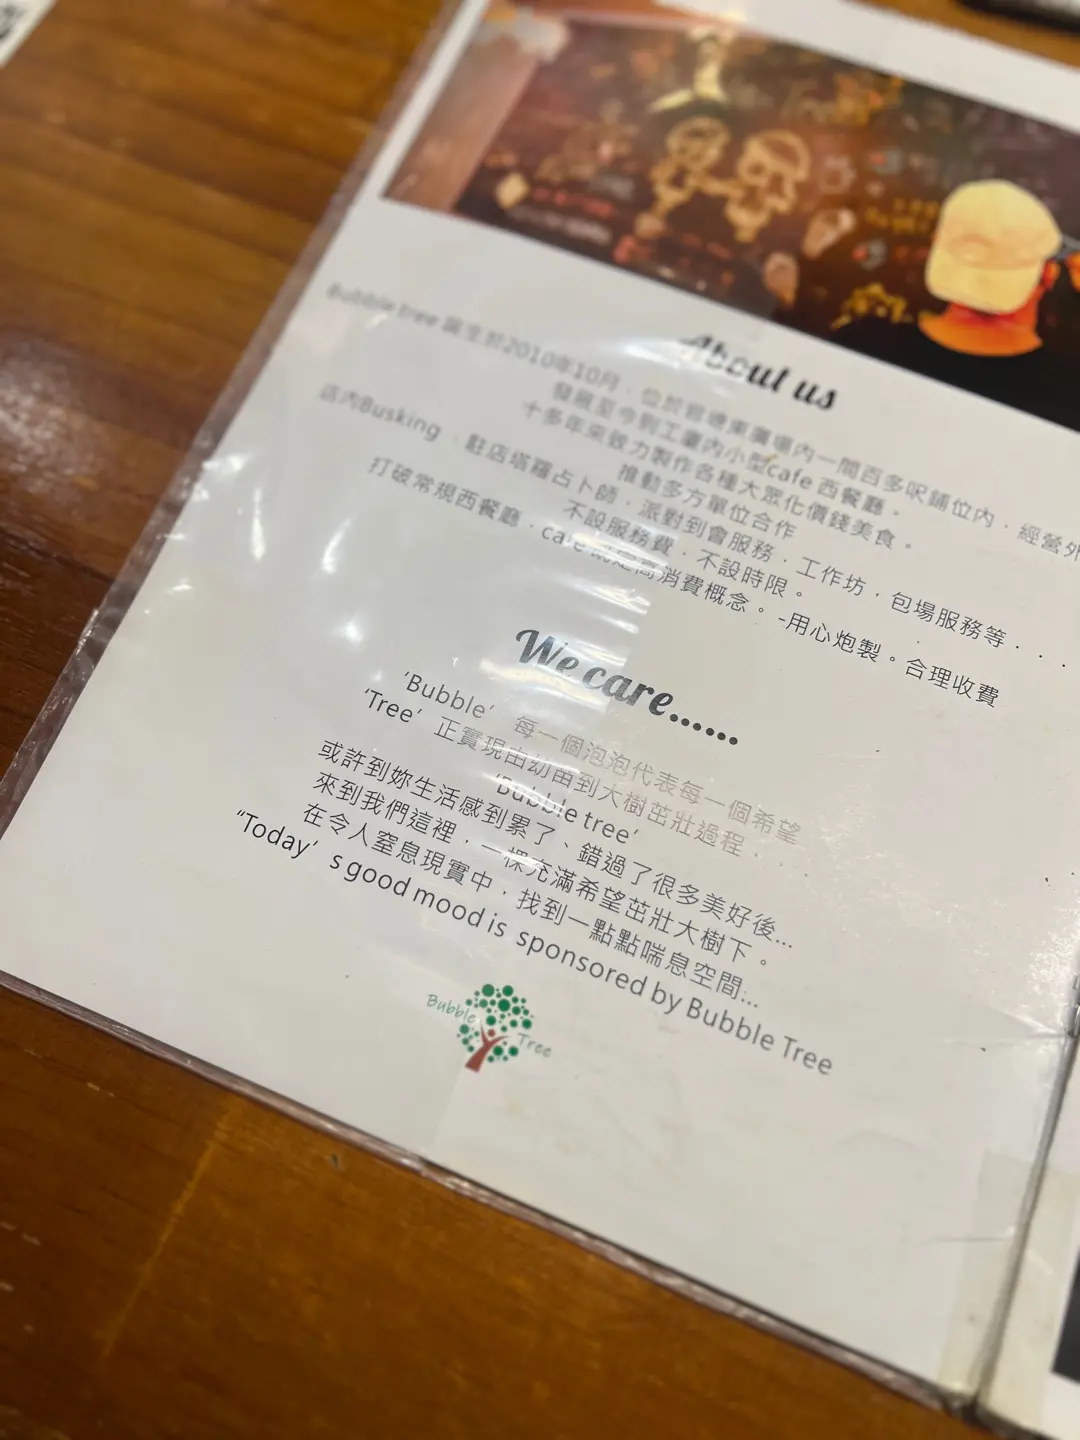 About us
Bubble tree 誕生於2010年10月﹐位於官塘東廣場內一間百多呎鋪位內﹐經營外
發展至今到工廈內小型cafe 西餐廳。
十多年來致力製作各種大眾化價錢美食。
推動多方單位合作
店內Busking﹐駐店塔羅占卜師﹐派對到會服務﹐工作坊﹐包場服務等....
不設服務費﹐不設時限。
打破常規西餐廳﹐cafe 就是高消費概念。-用心炮製。合理收費
We care......
‘Bubble’ 每一個泡泡代表每一個希望
‘Tree’ 正實現由幼苗到大樹茁壯過程...
‘Bubble tree’
或許到妳生活感到累了、錯過了很多美好後...
來到我們這裡﹐一棵充滿希望茁壯大樹下。
在令人窒息現實中﹐找到一點點喘息空間...
“Today’s good mood is sponsored by Bubble Tree
Bubble Tree